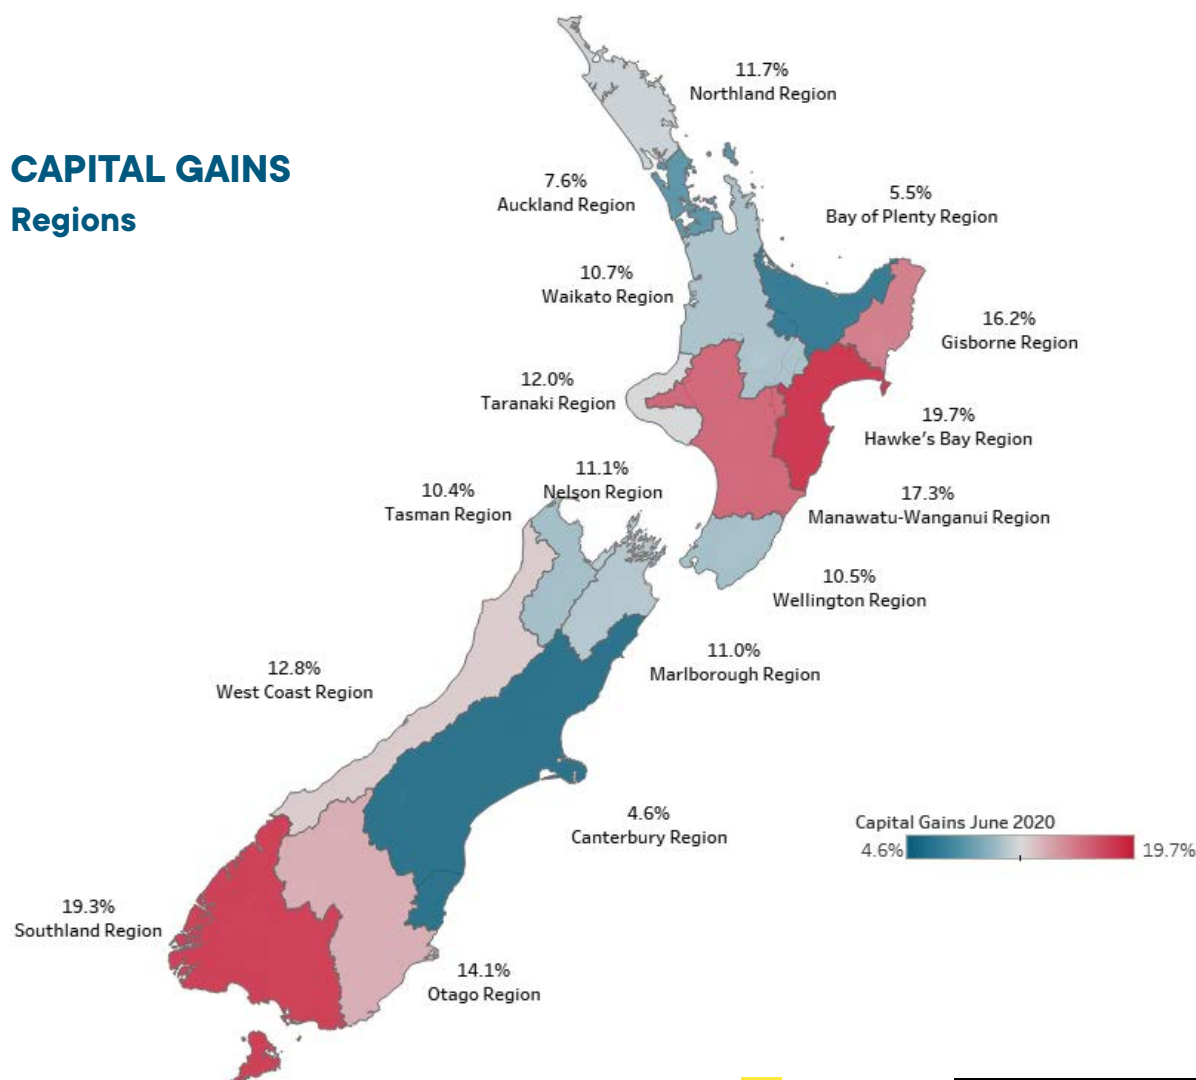 CAPITAL GAINS
Regions
11.7%
Northland Region
7.6%
Auckland Region
5.5%
Bay of Plenty Region
10.7%
Waikato Region
16.2%
Gisborne Region
12.0%
Taranaki Region
19.7%
Hawke's Bay Region
11.1%
Nelson Region
10.4%
Tasman Region
17.3%
Manawatu-Wanganui Region
10.5%
Wellington Region
11.0%
Marlborough Region
12.8%
West Coast Region
4.6%
Canterbury Region
Capital Gains June 2020
4.6% 19.7%
19.3%
Southland Region
14.1%
Otago Region